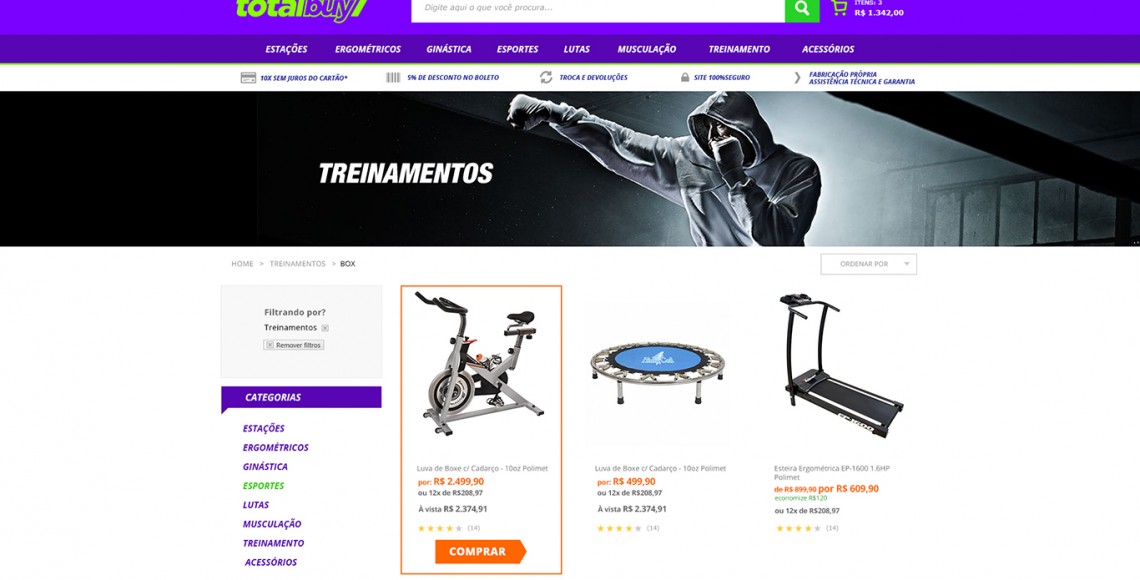 totalbuy
Digite aqui o que você procura...
ITENS: 3
R$ 1.342,00
ESTAÇÕES ERGOMÉTRICOS GINÁSTICA ESPORTES LUTAS MUSCULAÇÃO TREINAMENTO ACESSÓRIOS
10X SEM JUROS DO CARTÃO* 5% DE DESCONTO NO BOLETO TROCA E DEVOLUÇÕES SITE 100%SEGURO
FABRICAÇÃO PRÓPRIA
ASSISTÊNCIA TÉCNICA E GARANTIA
TREINAMENTOS
HOME > TREINAMENTOS > BOX
ORDENAR POR
Filtrando por?
Treinamentos
Remover filtros
CATEGORIAS
ESTAÇÕES
ERGOMÉTRICOS
GINÁSTICA
ESPORTES
LUTAS
MUSCULAÇÃO
TREINAMENTO
ACESSÓRIOS
Luva de Boxe c/ Cadarço - 10oz Polimet
por: R$ 2.499,90
ou 12x de R$208,97
À vista R$ 2.374,91
(14)
COMPRAR
Luva de Boxe c/ Cadarço - 10oz Polimet
por: R$ 499,90
ou 12x de R$208,97
À vista R$ 2.374,91
(14)
EP-1600
Esteira Ergométrica EP-1600 1.6HP
Polimet
de R$ 899,90 por R$ 609,90
economize R$120
ou 12x de R$208,97
(14)